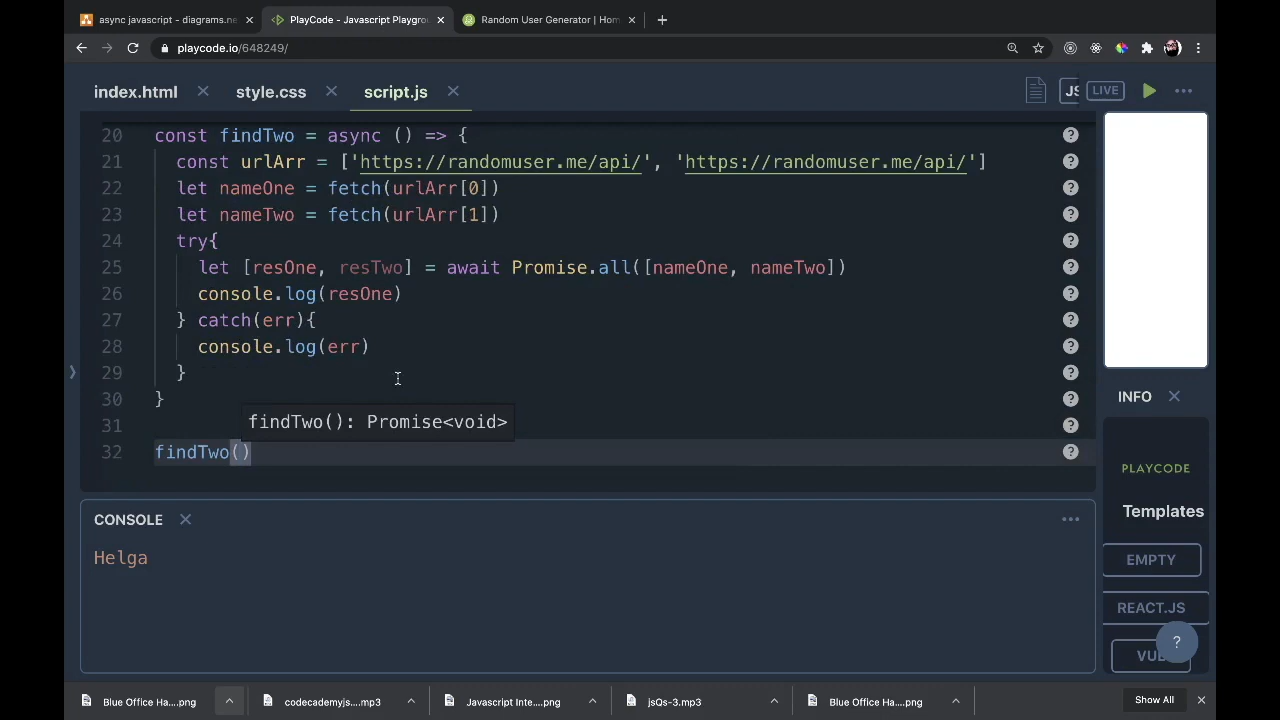 async javascript - diagrams.ne
PlayCode - Javascript Playgro
Random User Generator | Hom
playcode.io/648249/
index.html
style.css
script.js
JS
LIVE
20 const findTwo = async () => {
21 const urlArr = ['https://randomuser.me/api/', 'https://randomuser.me/api/']
22 let nameOne = fetch(urlArr[0])
23 let nameTwo = fetch(urlArr[1])
24 try{
25 let [resOne, resTwo] = await Promise.all([nameOne, nameTwo])
26 console.log(resOne)
27 } catch(err){
28 console.log(err)
29 }
30 }
31
findTwo(): Promise<void>
32 findTwo()
INFO
PLAYCODE
Templates
EMPTY
REACT.JS
VUE
CONSOLE
Helga
Blue Office Ha....png
codecademyjs....mp3
Javascript Inte....png
jsQs-3.mp3
Blue Office Ha....png
Show All